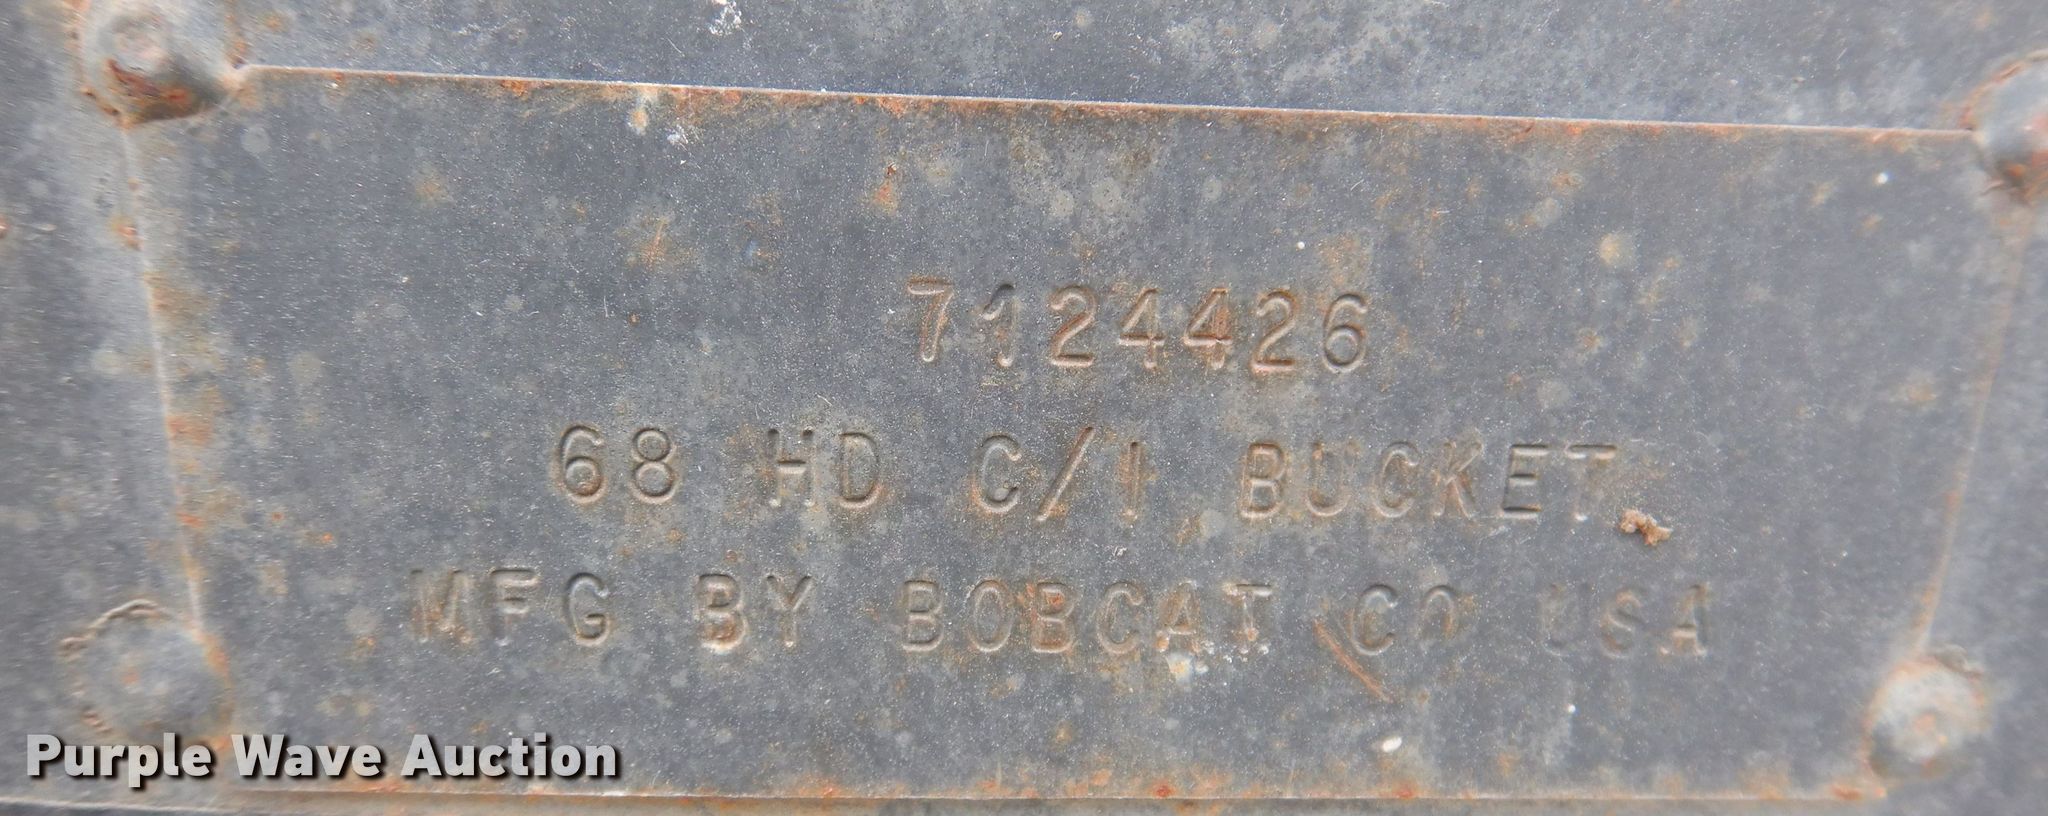 7124426
68 HD C/I BUCKET
MFG BY BOBCAT CO USA
Purple Wave Auction